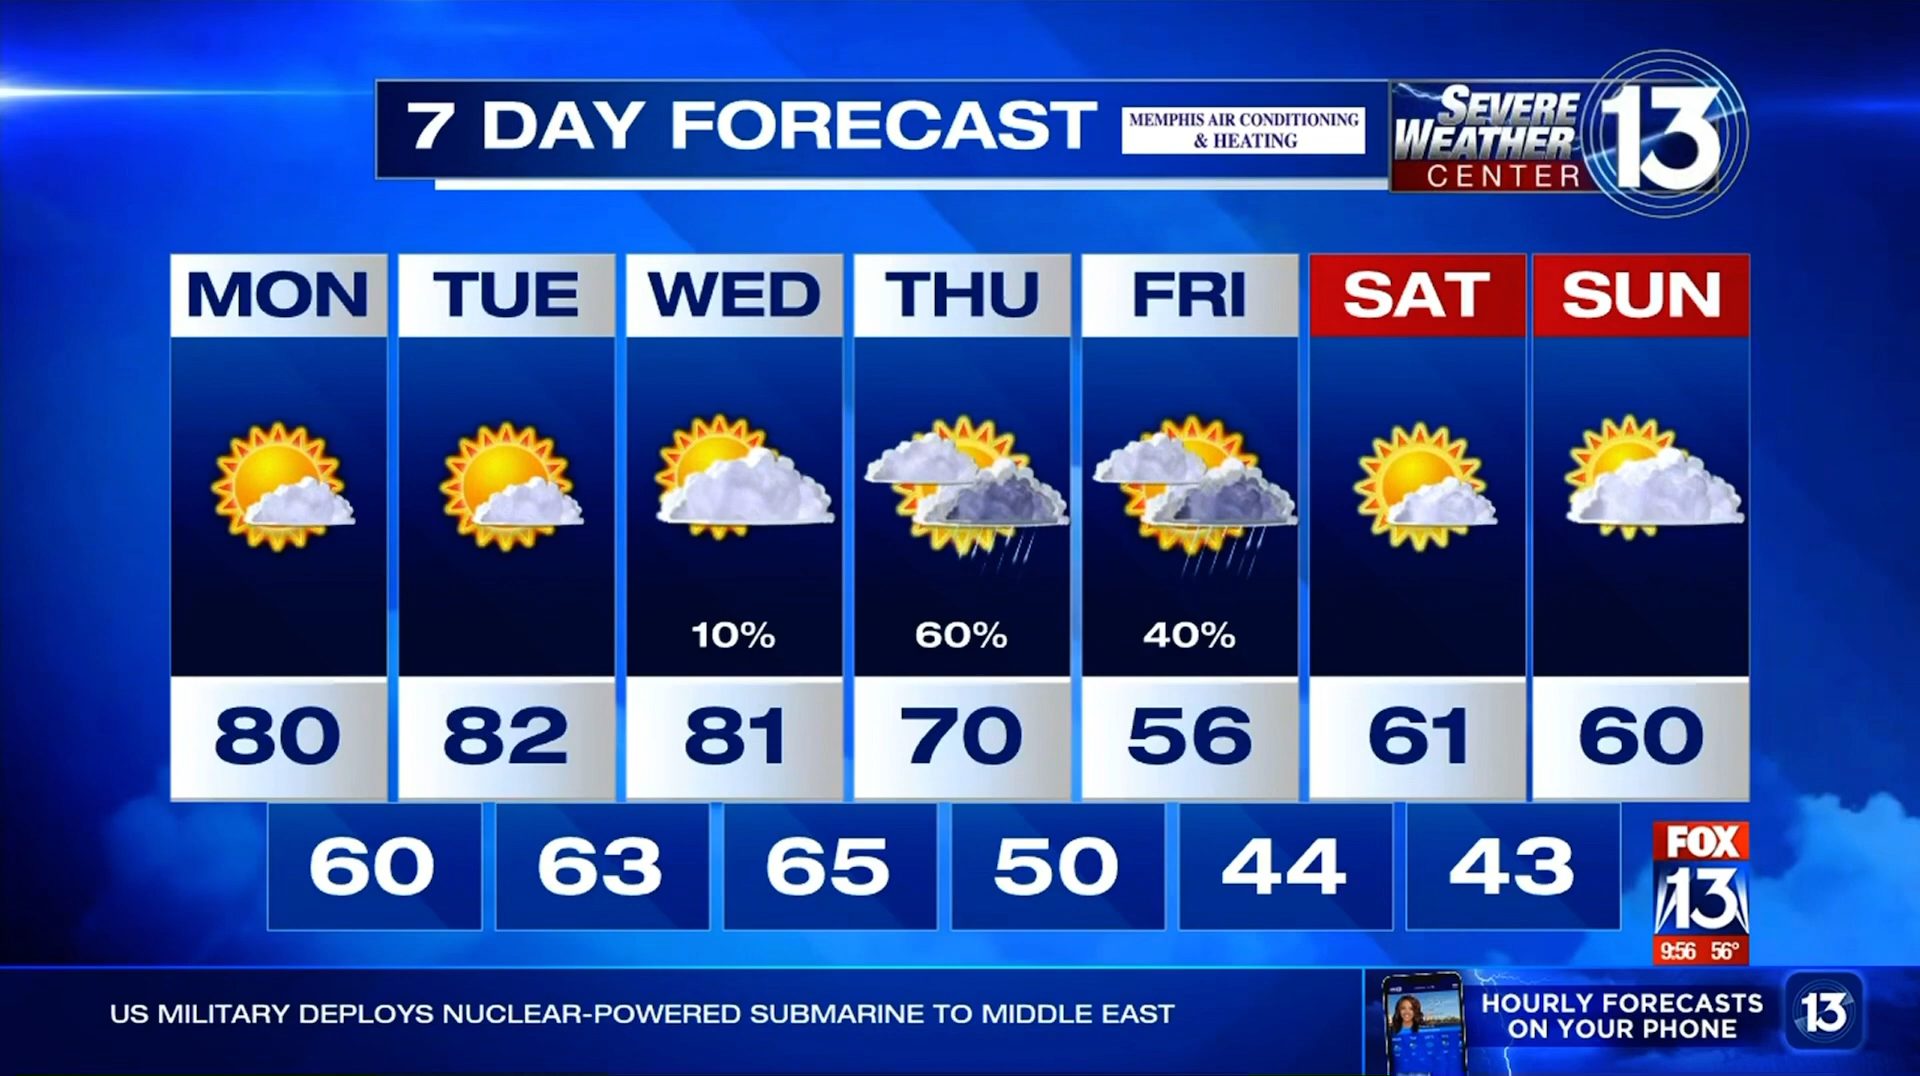 7 DAY FORECAST
MEMPHIS AIR CONDITIONING
& HEATING
SEVERE
WEATHER
CENTER
13
MON TUE WED THU FRI SAT SUN
10% 60% 40%
80 82 81 70 56 61 60
60 63 65 50 44 43
FOX
13
9:56 56°
US MILITARY DEPLOYS NUCLEAR-POWERED SUBMARINE TO MIDDLE EAST
HOURLY FORECASTS
ON YOUR PHONE
13